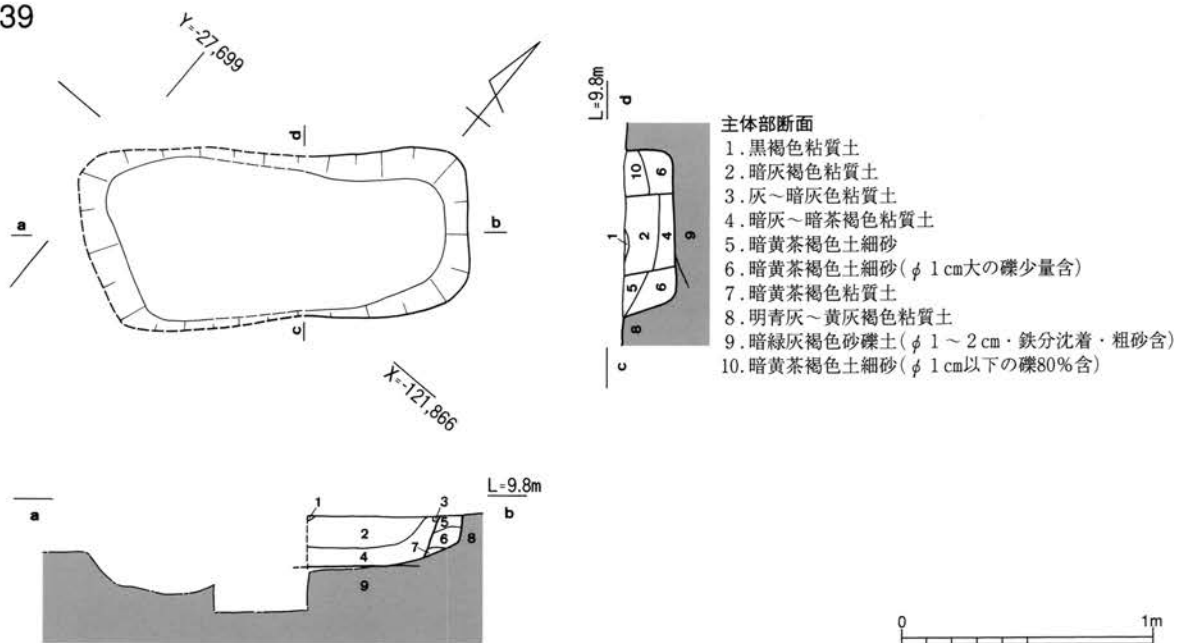 39
Y=-27,699
d
a
b
c
X=-121,866
L=9.8m
d
10
6
1
2
4
9
5
6
8
c
主体部断面
1.黒褐色粘質土
2.暗灰褐色粘質土
3.灰～暗灰色粘質土
4.暗灰～暗茶褐色粘質土
5.暗黄茶褐色土細砂
6.暗黄茶褐色土細砂(φ1cm大の礫少量含)
7.暗黄茶褐色粘質土
8.明青灰～黄灰褐色粘質土
9.暗緑灰褐色砂礫土(φ1～2cm・鉄分沈着・粗砂含)
10.暗黄茶褐色土細砂(φ1cm以下の礫80%含)
a
L=9.8m
b
1
3
2
5
6
8
7
4
9
0
1m